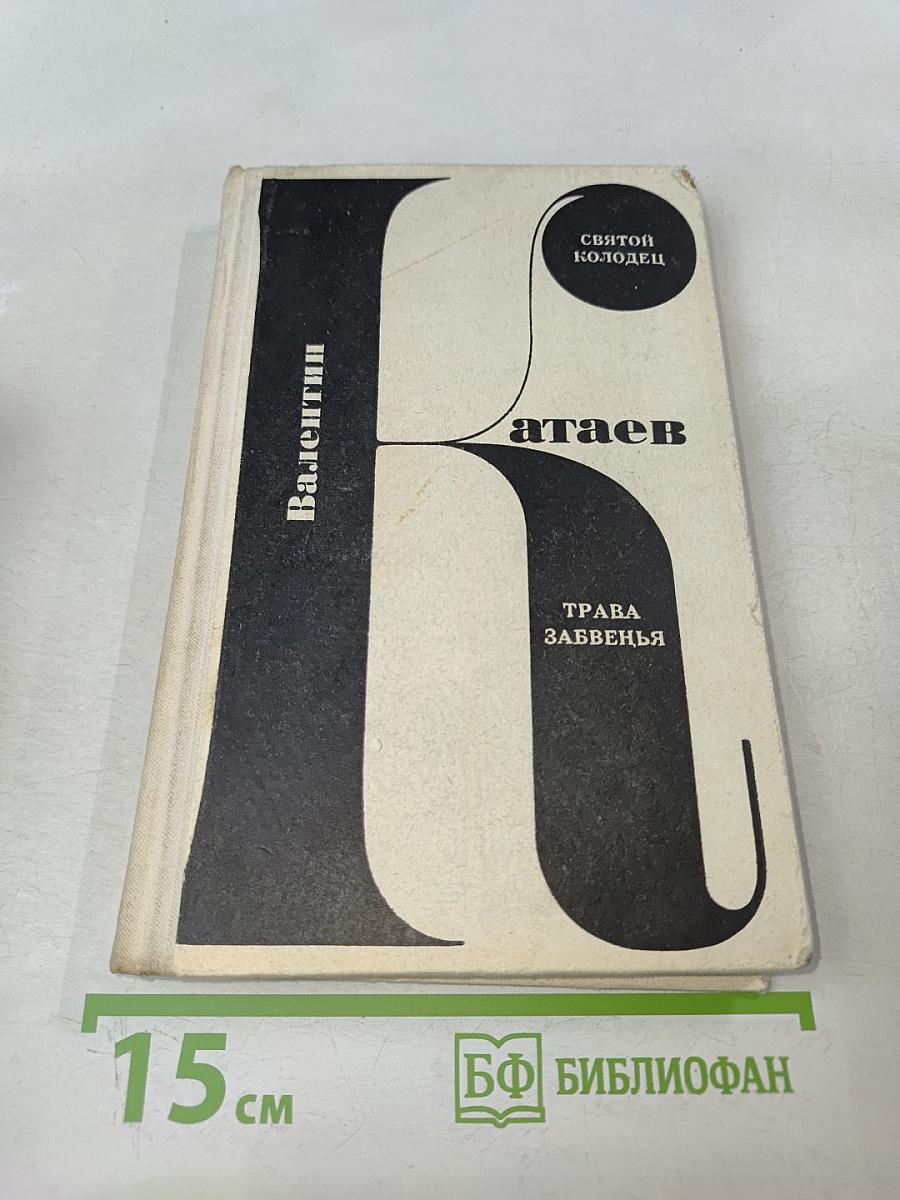 СВЯТОЙ
КОЛОДЕЦ
Валентин
Катаев
ТРАВА
ЗАБВЕНЬЯ
15 см
БФ БИБЛИОФАН